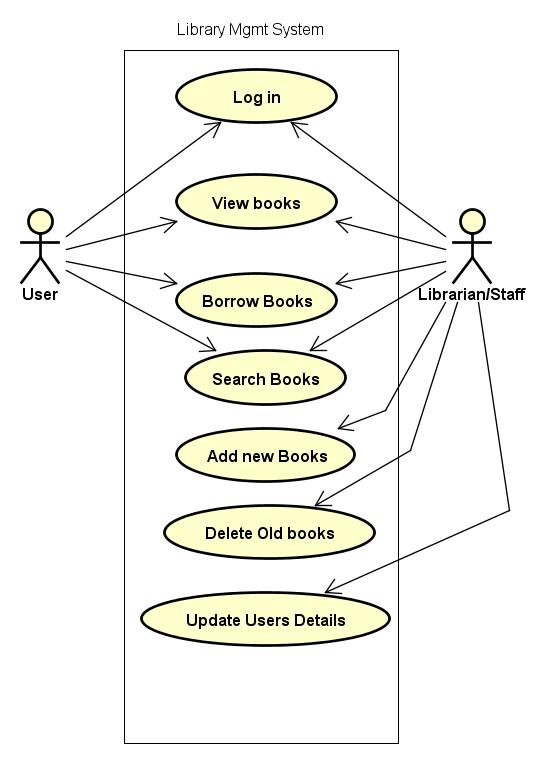 Library Mgmt System
Log in
View books
User
Librarian/Staff
Borrow Books
Search Books
Add new Books
Delete Old books
Update Users Details